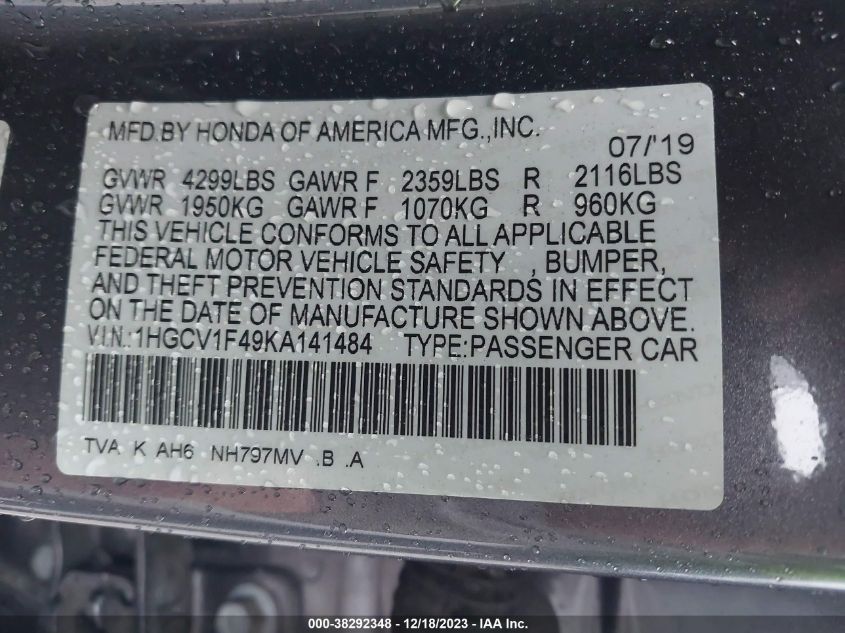 MFD.BY HONDA OF AMERICA MFG.,INC.
07/'19
GVWR 4299LBS GAWR F 2359LBS R 2116LBS
GVWR 1950KG GAWR F 1070KG R 960KG
THIS VEHICLE CONFORMS TO ALL APPLICABLE
FEDERAL MOTOR VEHICLE SAFETY , BUMPER,
AND THEFT PREVENTION STANDARDS IN EFFECT
ON THE DATE OF MANUFACTURE SHOWN ABOVE.
VIN.:1HGCV1F49KA141484 TYPE:PASSENGER CAR
TVA K AH6 NH797MV .B .A
000-38292348 - 12/18/2023 - IAA Inc.